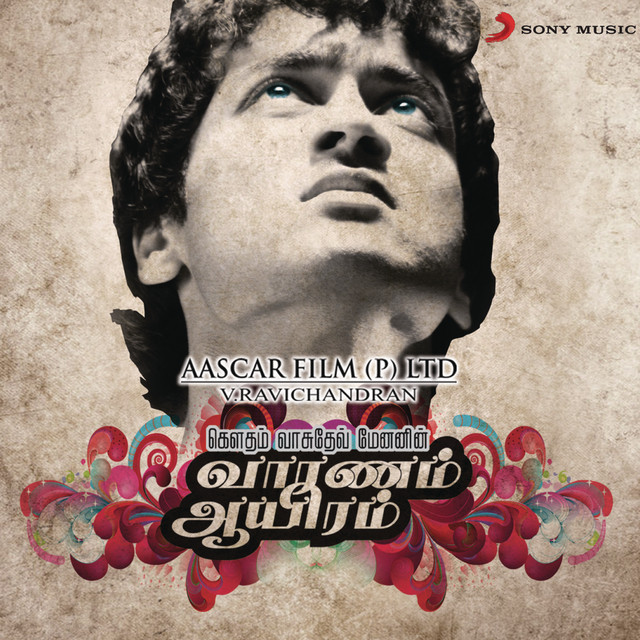 SONY MUSIC
AASCAR FILM (P) LTD
V.RAVICHANDRAN
கௌதம் வாசுதேவ் மேனனின்
வாரணம்
ஆயிரம்